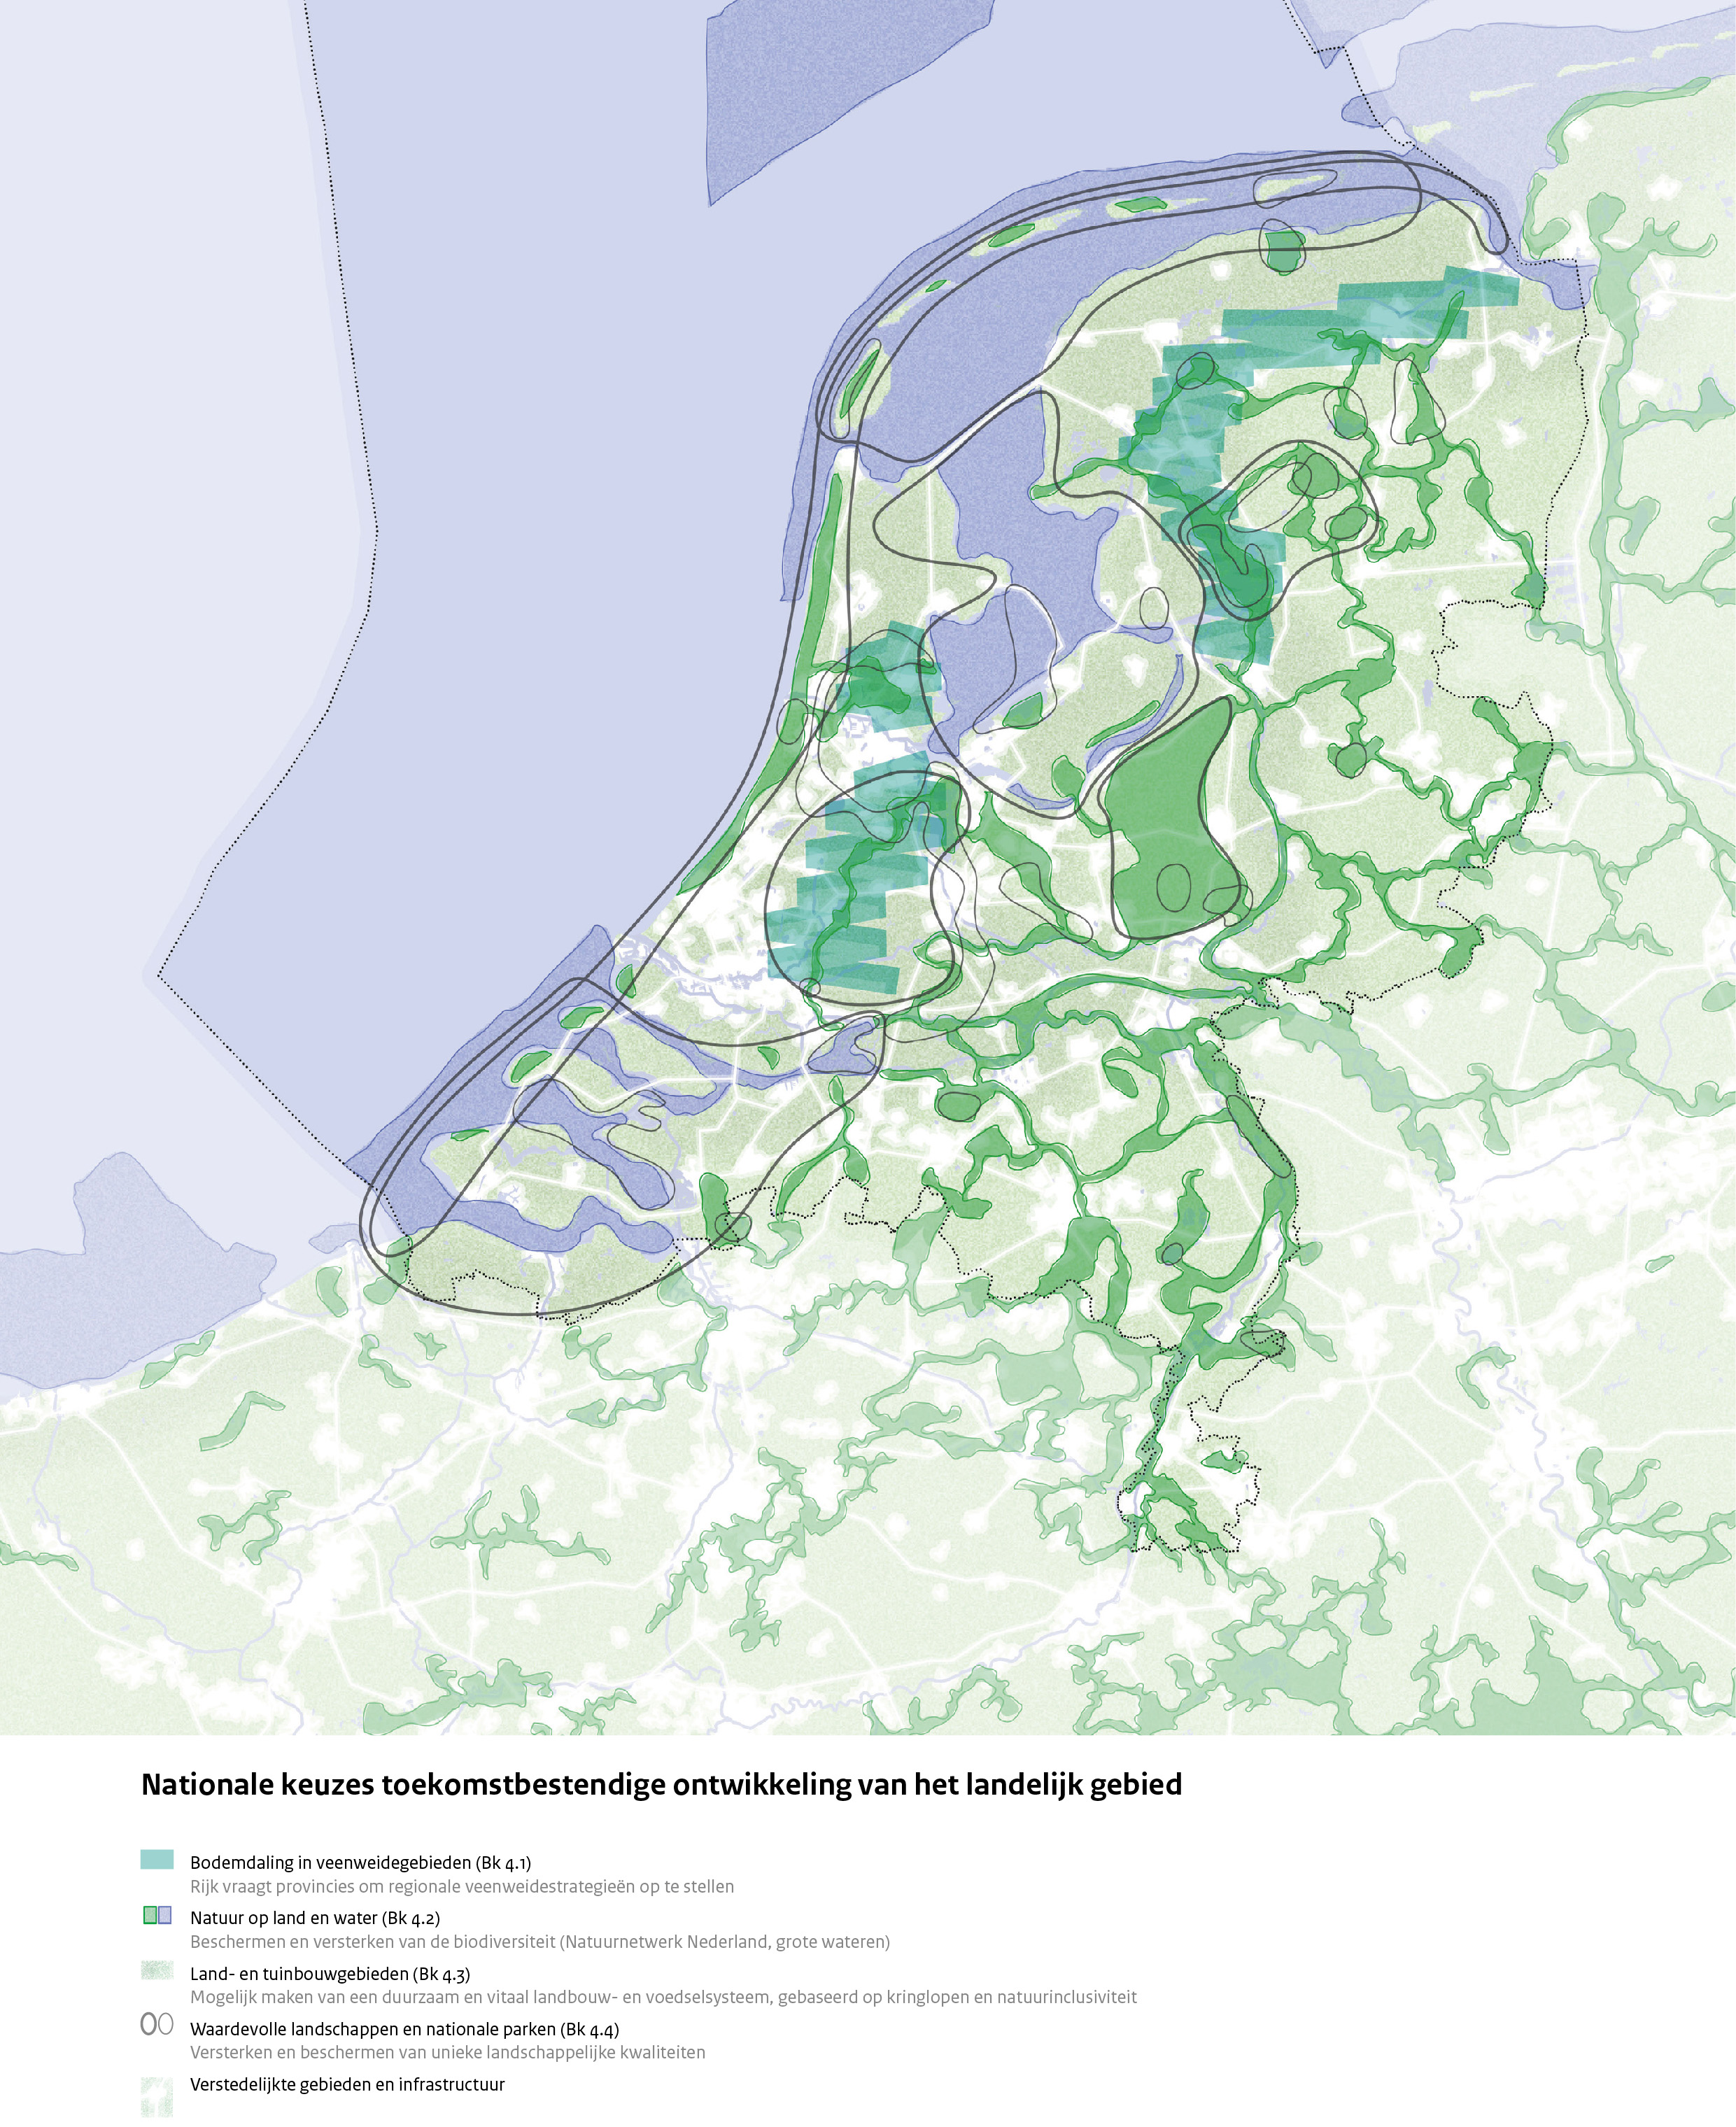 Nationale keuzes toekomstbestendige ontwikkeling van het landelijk gebied
Bodemdaling in veenweidegebieden (Bk 4.1)
Rijk vraagt provincies om regionale veenweidestrategieën op te stellen
Natuur op land en water (Bk 4.2)
Beschermen en versterken van de biodiversiteit (Natuurnetwerk Nederland, grote wateren)
Land- en tuinbouwgebieden (Bk 4.3)
Mogelijk maken van een duurzaam en vitaal landbouw- en voedselsysteem, gebaseerd op kringlopen en natuurinclusiviteit
Waardevolle landschappen en nationale parken (Bk 4.4)
Versterken en beschermen van unieke landschappelijke kwaliteiten
Verstedelijkte gebieden en infrastructuur